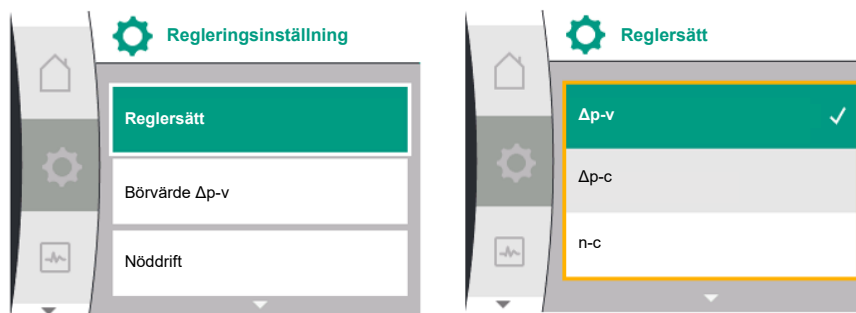 Regleringsinställning
Reglersätt
Börvärde Δp-v
Nöddrift
Reglersätt
Δp-v
Δp-c
n-c